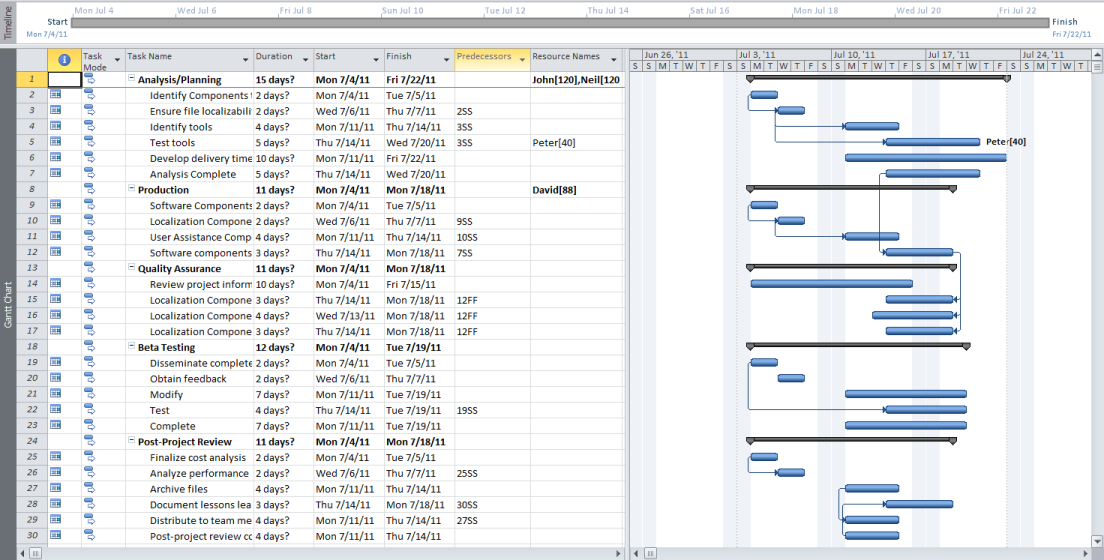 Timeline
Mon Jul 4 Wed Jul 6 Fri Jul 8 Sun Jul 10 Tue Jul 12 Thu Jul 14 Sat Jul 16 Mon Jul 18 Wed Jul 20 Fri Jul 22
Start Finish
Mon 7/4/11 Fri 7/22/11
Gantt Chart
Task Mode Task Name Duration Start Finish Predecessors Resource Names
Jun 26, '11 Jul 3, '11 Jul 10, '11 Jul 17, '11 Jul 24, '11
S S M T W T F S S M T W T F S S M T W T F S S M T W T F S S M T W T
1 Analysis/Planning 15 days? Mon 7/4/11 Fri 7/22/11 John[120],Neil[120
2 Identify Components 2 days? Mon 7/4/11 Tue 7/5/11
3 Ensure file localizabili 2 days? Wed 7/6/11 Thu 7/7/11 2SS
4 Identify tools 4 days? Mon 7/11/11 Thu 7/14/11 3SS
5 Test tools 5 days? Thu 7/14/11 Wed 7/20/11 3SS Peter[40] Peter[40]
6 Develop delivery time 10 days? Mon 7/11/11 Fri 7/22/11
7 Analysis Complete 5 days? Thu 7/14/11 Wed 7/20/11
8 Production 11 days? Mon 7/4/11 Mon 7/18/11 David[88]
9 Software Components 2 days? Mon 7/4/11 Tue 7/5/11
10 Localization Compone 2 days? Wed 7/6/11 Thu 7/7/11 9SS
11 User Assistance Comp 4 days? Mon 7/11/11 Thu 7/14/11 10SS
12 Software components 3 days? Thu 7/14/11 Mon 7/18/11 7SS
13 Quality Assurance 11 days? Mon 7/4/11 Mon 7/18/11
14 Review project inform 10 days? Mon 7/4/11 Fri 7/15/11
15 Localization Compone 3 days? Thu 7/14/11 Mon 7/18/11 12FF
16 Localization Compone 4 days? Wed 7/13/11 Mon 7/18/11 12FF
17 Localization Compone 3 days? Thu 7/14/11 Mon 7/18/11 12FF
18 Beta Testing 12 days? Mon 7/4/11 Tue 7/19/11
19 Disseminate complete 2 days? Mon 7/4/11 Tue 7/5/11
20 Obtain feedback 2 days? Wed 7/6/11 Thu 7/7/11
21 Modify 7 days? Mon 7/11/11 Tue 7/19/11
22 Test 4 days? Thu 7/14/11 Tue 7/19/11 19SS
23 Complete 7 days? Mon 7/11/11 Tue 7/19/11
24 Post-Project Review 11 days? Mon 7/4/11 Mon 7/18/11
25 Finalize cost analysis 2 days? Mon 7/4/11 Tue 7/5/11
26 Analyze performance 2 days? Wed 7/6/11 Thu 7/7/11 25SS
27 Archive files 4 days? Mon 7/11/11 Thu 7/14/11
28 Document lessons lea 3 days? Thu 7/14/11 Mon 7/18/11 30SS
29 Distribute to team me 4 days? Mon 7/11/11 Thu 7/14/11 27SS
30 Post-project review cc 4 days? Mon 7/11/11 Thu 7/14/11